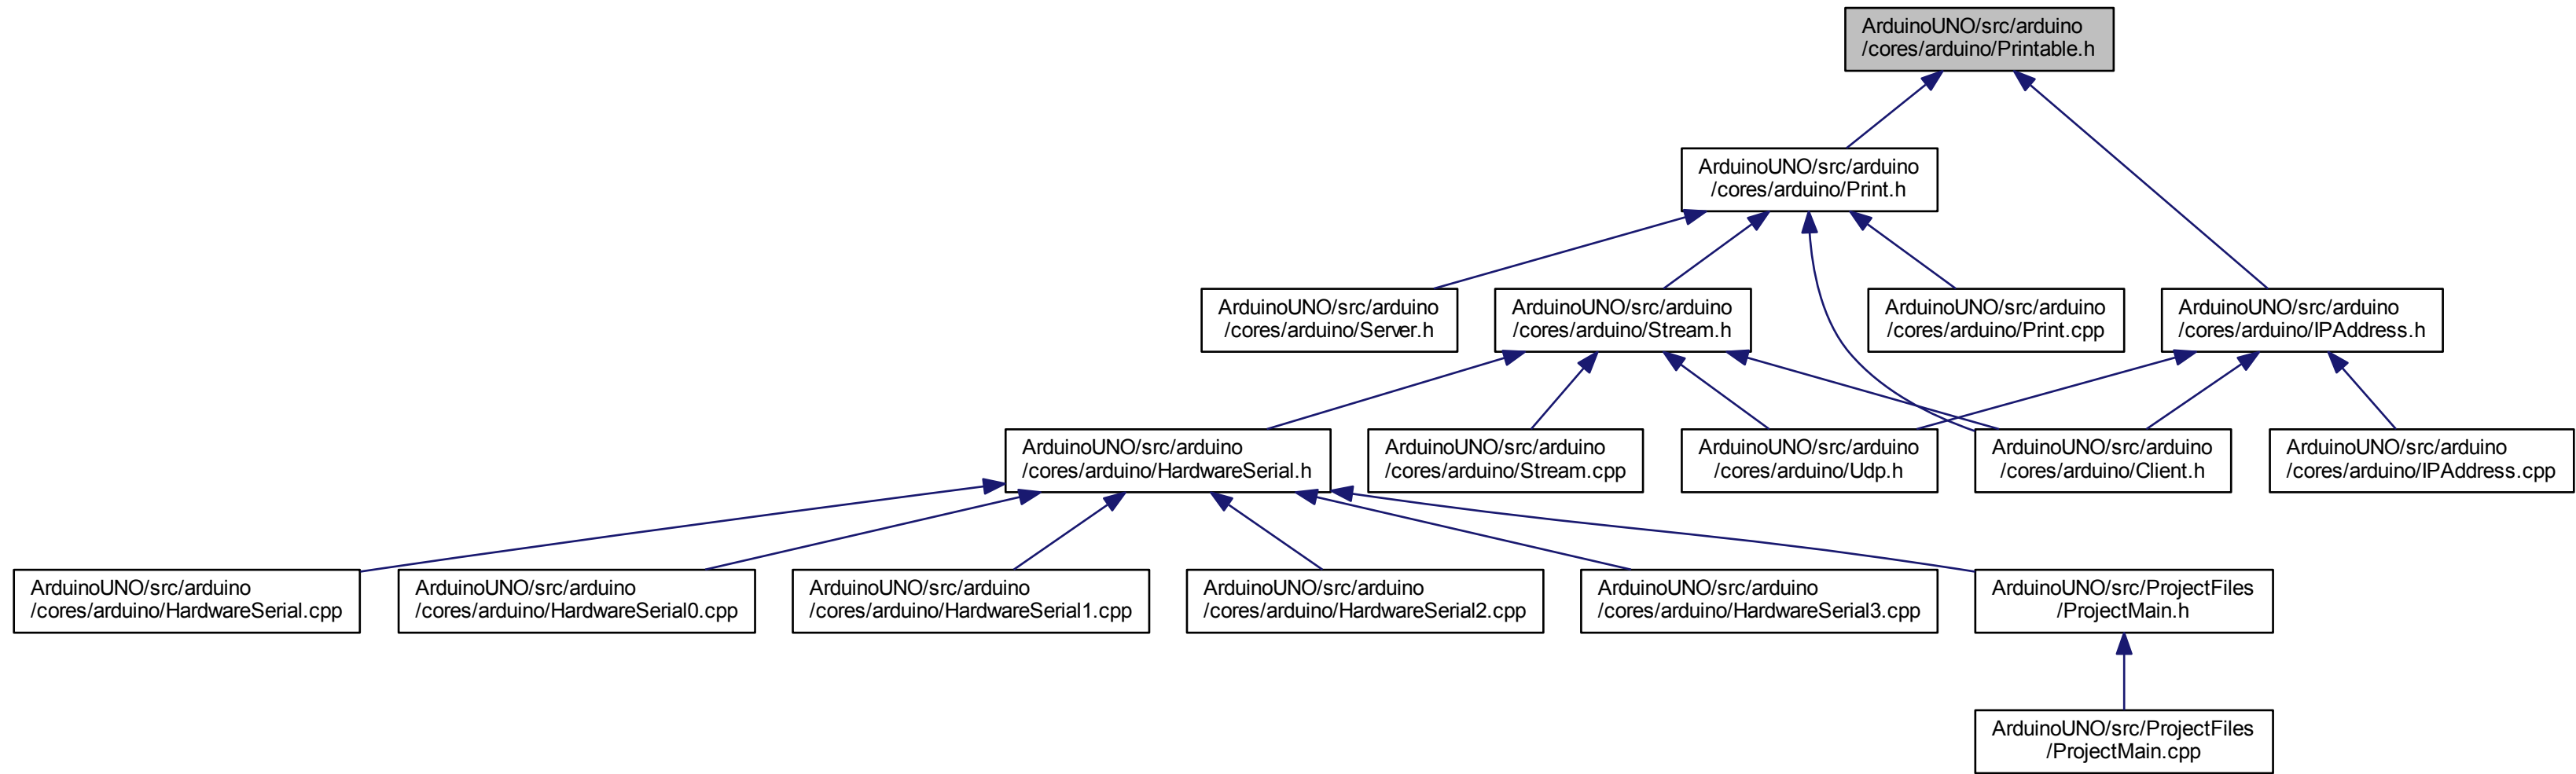 ArduinoUNO/src/arduino
/cores/arduino/Printable.h
ArduinoUNO/src/arduino
/cores/arduino/Print.h
ArduinoUNO/src/arduino
/cores/arduino/Server.h
ArduinoUNO/src/arduino
/cores/arduino/Stream.h
ArduinoUNO/src/arduino
/cores/arduino/Print.cpp
ArduinoUNO/src/arduino
/cores/arduino/IPAddress.h
ArduinoUNO/src/arduino
/cores/arduino/HardwareSerial.h
ArduinoUNO/src/arduino
/cores/arduino/Stream.cpp
ArduinoUNO/src/arduino
/cores/arduino/Udp.h
ArduinoUNO/src/arduino
/cores/arduino/Client.h
ArduinoUNO/src/arduino
/cores/arduino/IPAddress.cpp
ArduinoUNO/src/arduino
/cores/arduino/HardwareSerial.cpp
ArduinoUNO/src/arduino
/cores/arduino/HardwareSerial0.cpp
ArduinoUNO/src/arduino
/cores/arduino/HardwareSerial1.cpp
ArduinoUNO/src/arduino
/cores/arduino/HardwareSerial2.cpp
ArduinoUNO/src/arduino
/cores/arduino/HardwareSerial3.cpp
ArduinoUNO/src/ProjectFiles
/ProjectMain.h
ArduinoUNO/src/ProjectFiles
/ProjectMain.cpp